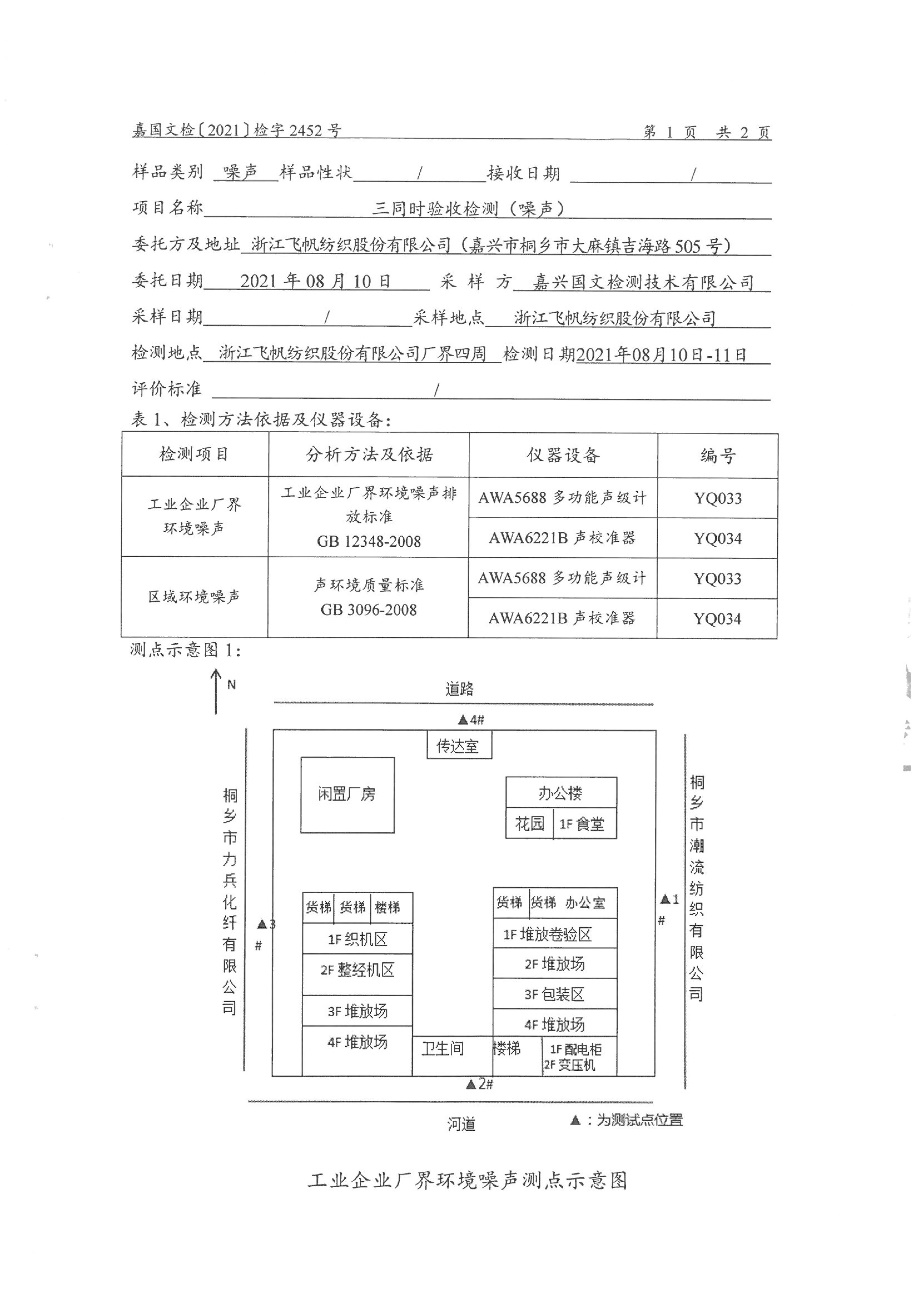 嘉国文检〔2021〕检字 2452 号 第 1 页 共 2 页
样品类别 噪声 样品性状 / 接收日期 /
项目名称 三同时验收检测（噪声）
委托方及地址 浙江飞帆纺织股份有限公司（嘉兴市桐乡市大麻镇吉海路 505 号）
委托日期 2021 年 08 月 10 日 采 样 方 嘉兴国文检测技术有限公司
采样日期 / 采样地点 浙江飞帆纺织股份有限公司
检测地点 浙江飞帆纺织股份有限公司厂界四周 检测日期2021年08月10日-11日
评价标准 /
表 1、检测方法依据及仪器设备：
检测项目 分析方法及依据 仪器设备 编号
工业企业厂界
环境噪声
工业企业厂界环境噪声排
放标准
GB 12348-2008
AWA5688 多功能声级计 YQ033
AWA6221B 声校准器 YQ034
区域环境噪声
声环境质量标准
GB 3096-2008
AWA5688 多功能声级计 YQ033
AWA6221B 声校准器 YQ034
测点示意图 1：
N
道路
▲4#
传达室
闲置厂房
办公楼
花园 1F 食堂
桐乡市力兵化纤有限公司
桐乡市潮流纺织有限公司
▲3
#
▲1
#
货梯 货梯 楼梯
1F 织机区
2F 整经机区
3F 堆放场
4F 堆放场
货梯 货梯 办公室
1F 堆放卷验区
2F 堆放场
3F 包装区
4F 堆放场
卫生间 楼梯
1F 配电柜
2F 变压机
▲2#
河道
▲：为测试点位置
工业企业厂界环境噪声测点示意图